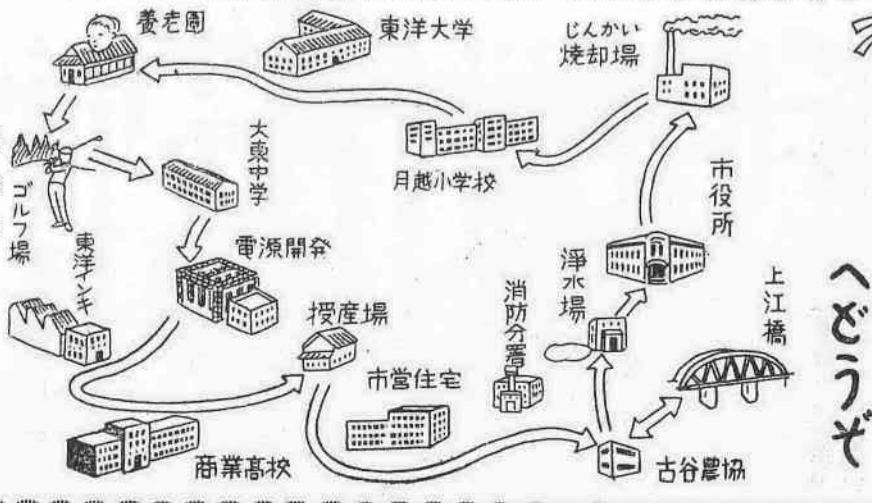 へどうぞ
養老園
東洋大学
じんかい
焼却場
月越小学校
大東中学
ゴルフ場
東洋インキ
電源開発
授産場
市営住宅
商業高校
消防分署
浄水場
市役所
上江橋
古谷農協